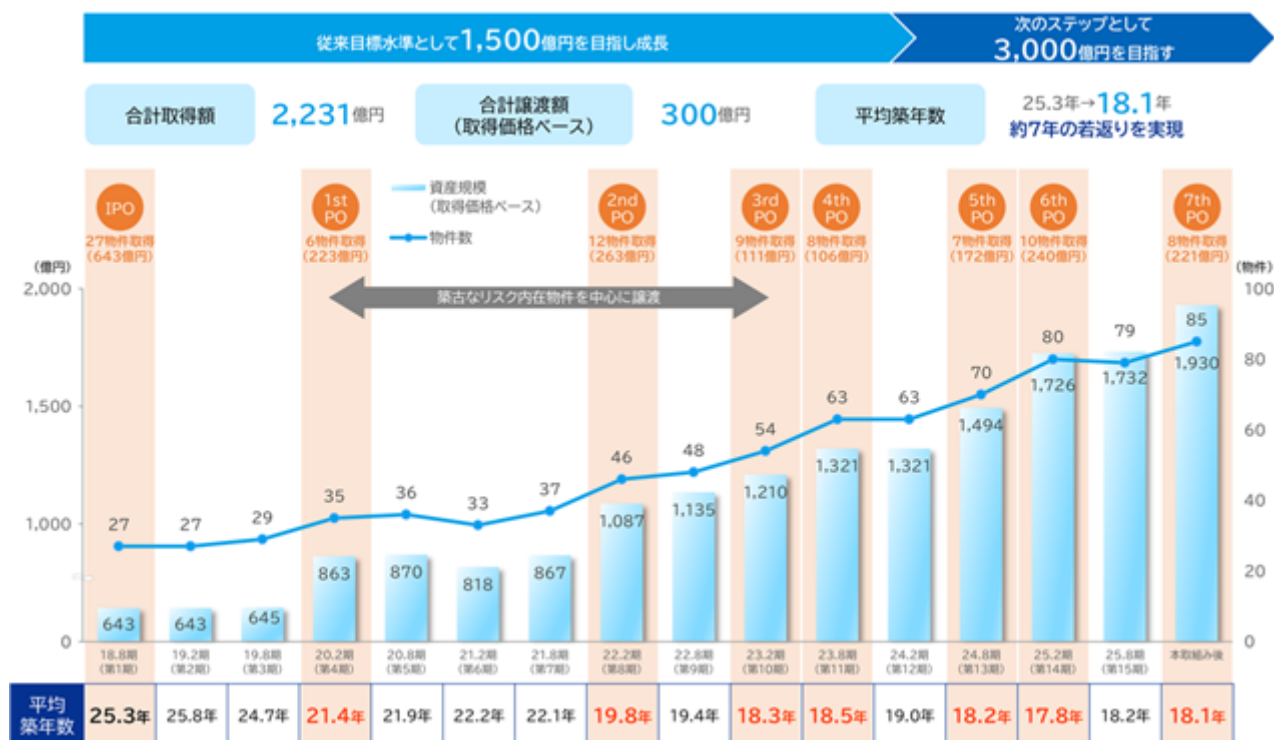 従来目標水準として1,500億円を目指し成長
次のステップとして
3,000億円を目指す
合計取得額
2,231億円
合計譲渡額
(取得価格ベース)
300億円
平均築年数
25.3年→18.1年
約7年の若返りを実現
IPO
27物件取得
(643億円)
1st
PO
6物件取得
(223億円)
資産規模
(取得価格ベース)
物件数
2nd
PO
12物件取得
(263億円)
3rd
PO
9物件取得
(111億円)
4th
PO
8物件取得
(106億円)
5th
PO
7物件取得
(172億円)
6th
PO
10物件取得
(240億円)
7th
PO
8物件取得
(221億円)
築古なリスク内在物件を中心に譲渡
(億円)
2,000
1,500
1,000
0
(物件)
100
80
60
40
20
0
27 27 29 35 36 33 37 46 48 54 63 63 70 80 79 85
643 643 645 863 870 818 867 1,087 1,135 1,210 1,321 1,321 1,494 1,726 1,732 1,930
18.8期 19.2期 19.8期 20.2期 20.8期 21.2期 21.8期 22.2期 22.8期 23.2期 23.8期 24.2期 24.8期 25.2期 25.8期 本取組み後
(第1期) (第2期) (第3期) (第4期) (第5期) (第6期) (第7期) (第8期) (第9期) (第10期) (第11期) (第12期) (第13期) (第14期) (第15期)
平均
築年数
25.3年 25.8年 24.7年 21.4年 21.9年 22.2年 22.1年 19.8年 19.4年 18.3年 18.5年 19.0年 18.2年 17.8年 18.2年 18.1年